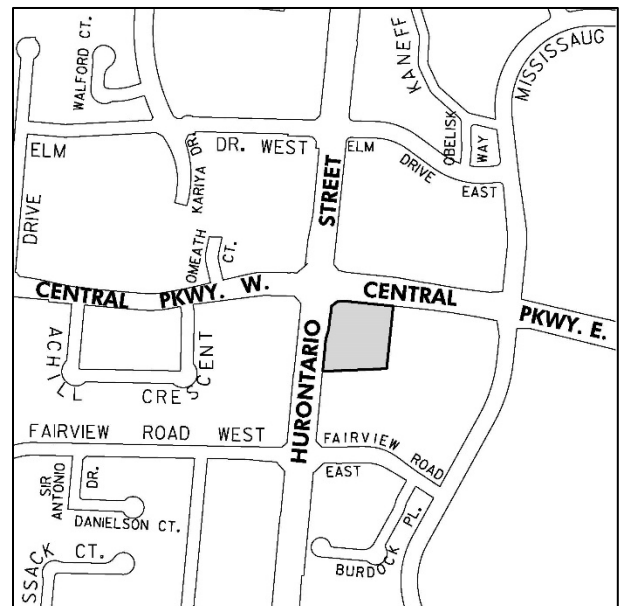 WALFORD CT.
KANEFF
MISSISSAUG
OBELISK
WAY
ELM
KARIYA DR.
DR. WEST
ELM
DRIVE
EAST
STREET
DRIVE
OMEATH
CT.
CENTRAL PKWY. W.
CENTRAL
PKWY. E.
ACHILL
CRESCENT
HURONTARIO
FAIRVIEW ROAD WEST
FAIRVIEW
ROAD
EAST
SIR
ANTONIO
DR.
DANIELSON CT.
SSACK CT.
BURDOCK PL.